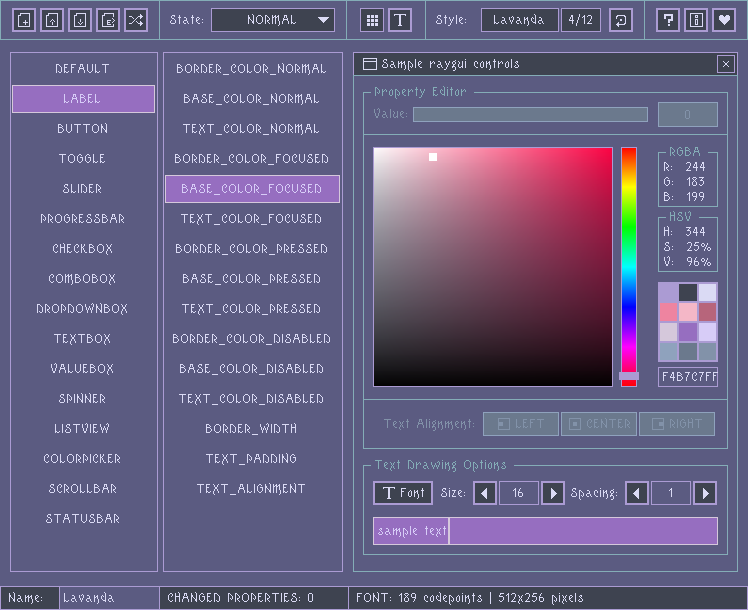 State: NORMAL T Style: Lavanda 4/12 ? i
DEFAULT
LABEL
BUTTON
TOGGLE
SLIDER
PROGRESSBAR
CHECKBOX
COMBOBOX
DROPDOWNBOX
TEXTBOX
VALUEBOX
SPINNER
LISTVIEW
COLORPICKER
SCROLLBAR
STATUSBAR
BORDER_COLOR_NORMAL
BASE_COLOR_NORMAL
TEXT_COLOR_NORMAL
BORDER_COLOR_FOCUSED
BASE_COLOR_FOCUSED
TEXT_COLOR_FOCUSED
BORDER_COLOR_PRESSED
BASE_COLOR_PRESSED
TEXT_COLOR_PRESSED
BORDER_COLOR_DISABLED
BASE_COLOR_DISABLED
TEXT_COLOR_DISABLED
BORDER_WIDTH
TEXT_PADDING
TEXT_ALIGNMENT
Sample raygui controls
Property Editor
Value: 0
RGBA
R: 244
G: 183
B: 199
HSV
H: 344
S: 25%
V: 96%
F4B7C7FF
Text Alignment: LEFT CENTER RIGHT
Text Drawing Options
T Font Size: 16 Spacing: 1
sample text
Name: Lavanda CHANGED PROPERTIES: 0 FONT: 189 codepoints | 512x256 pixels